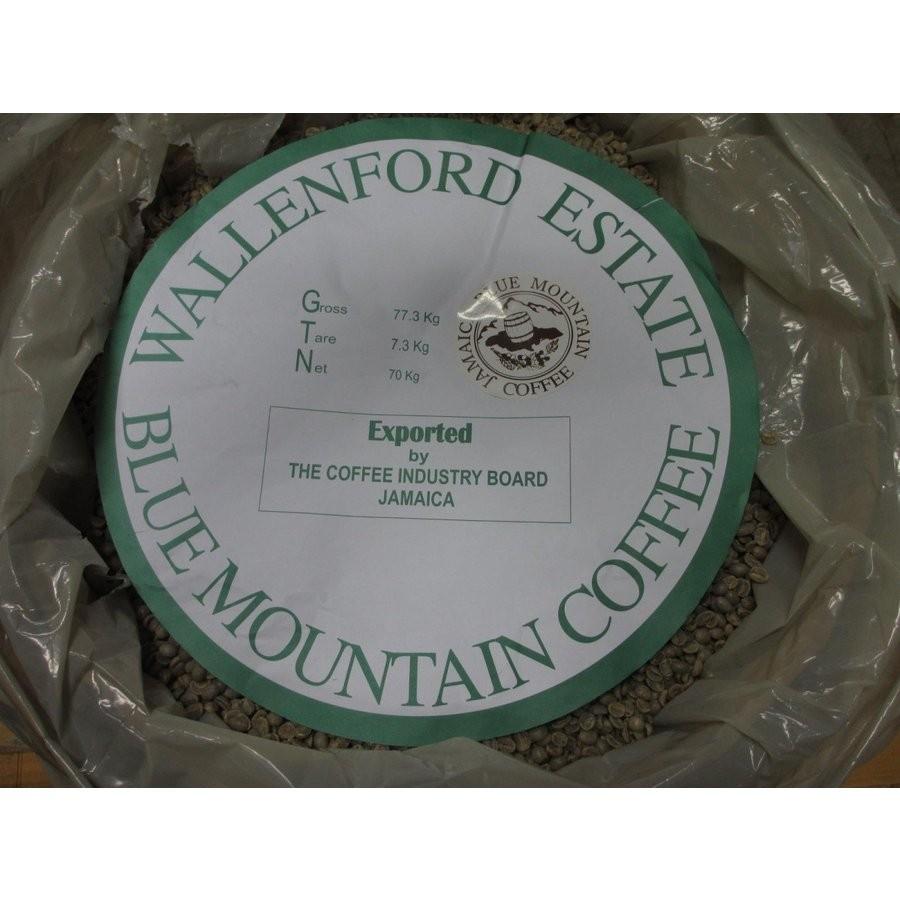 WALLENFORD ESTATE
Gross 77.3 Kg
Tare 7.3 Kg
Net 70 Kg
JAMAICA BLUE MOUNTAIN
COFFEE
Exported
by
THE COFFEE INDUSTRY BOARD
JAMAICA
BLUE MOUNTAIN COFFEE